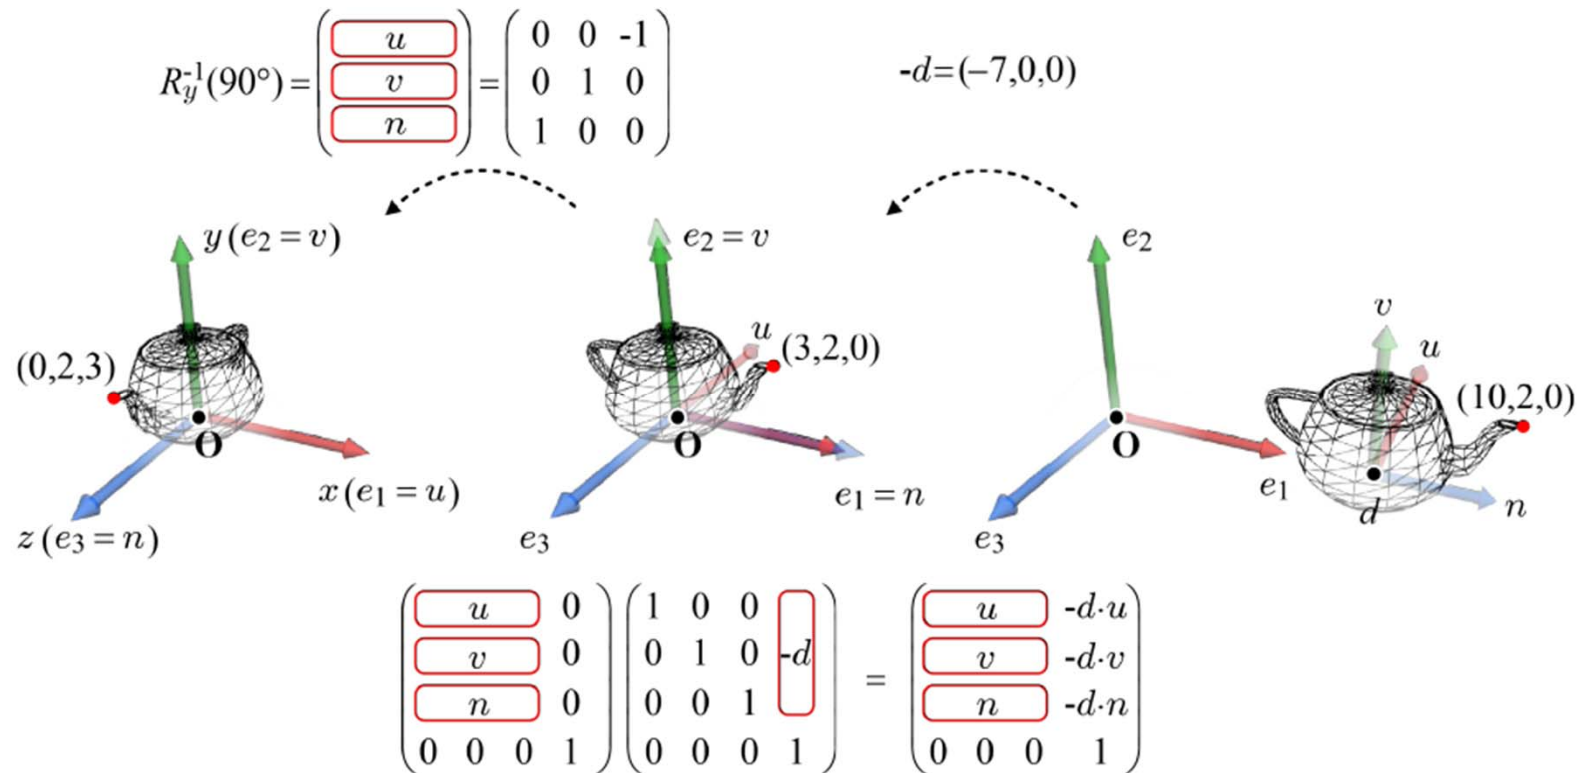 R_y^{-1}(90°) = ( u v n ) = ( 0 0 -1
0 1 0
1 0 0 )
-d=(–7,0,0)
y (e2 = v)
(0,2,3)
O
x (e1 = u)
z (e3 = n)
e2 = v
u
(3,2,0)
O
e1 = n
e3
e2
O
e1
e3
v
u
(10,2,0)
d
n
( u 0 ) ( 1 0 0 -d ) = ( u -d·u )
v 0 0 1 0 v -d·v
n 0 0 0 1 n -d·n
0 0 0 1 0 0 0 1 0 0 0 1